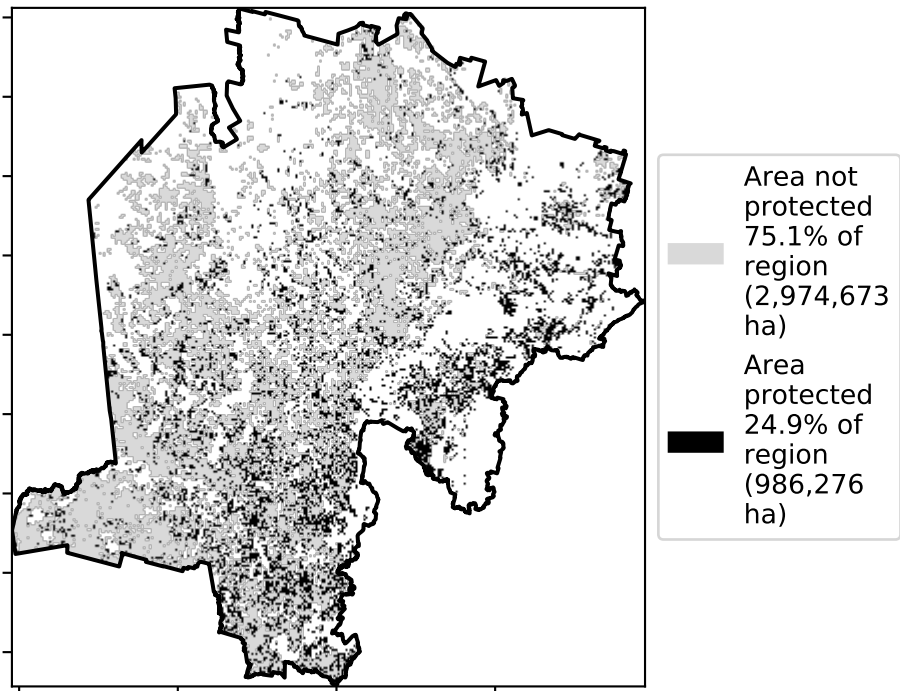 Area not
protected
75.1% of
region
(2,974,673
ha)
Area
protected
24.9% of
region
(986,276
ha)